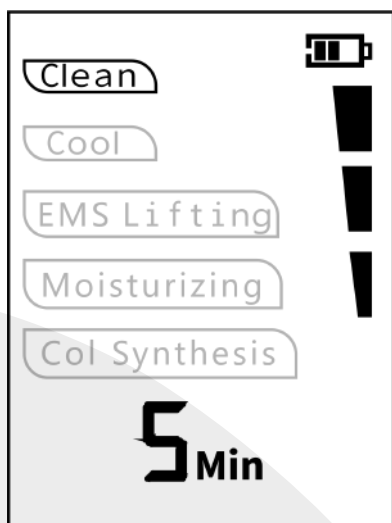 Clean
Cool
EMS Lifting
Moisturizing
Col Synthesis
5 Min